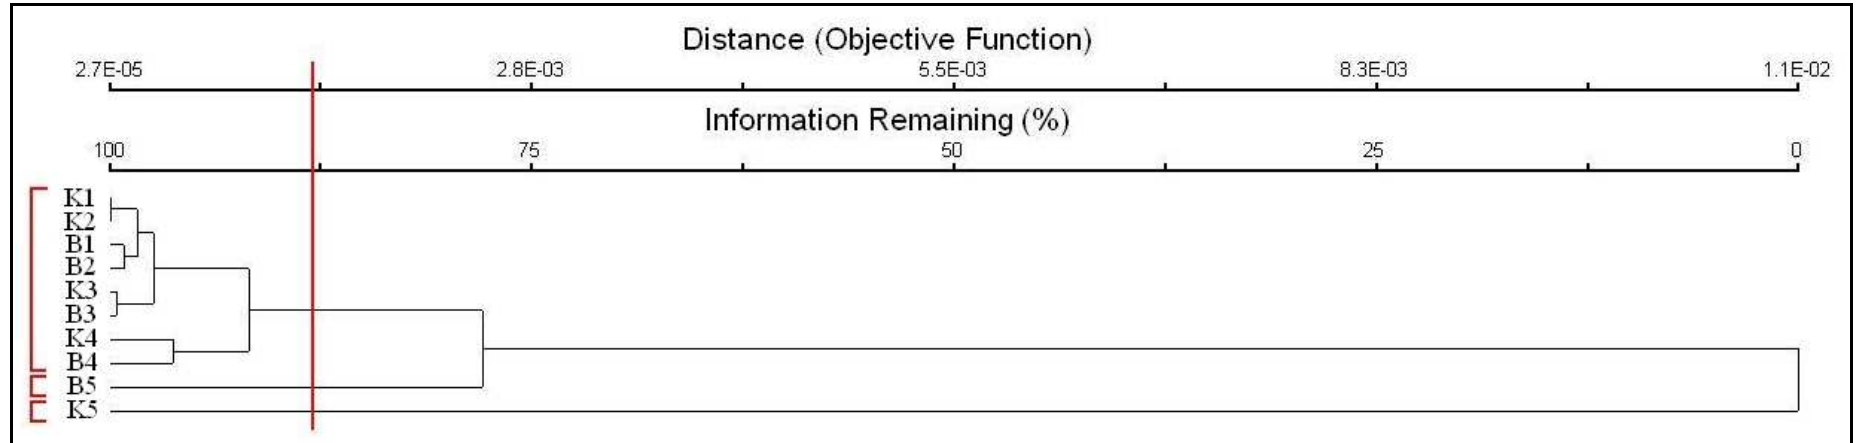 Distance (Objective Function)
2.7E-05 2.8E-03 5.5E-03 8.3E-03 1.1E-02
Information Remaining (%)
100 75 50 25 0
K1
K2
B1
B2
K3
B3
K4
B4
B5
K5